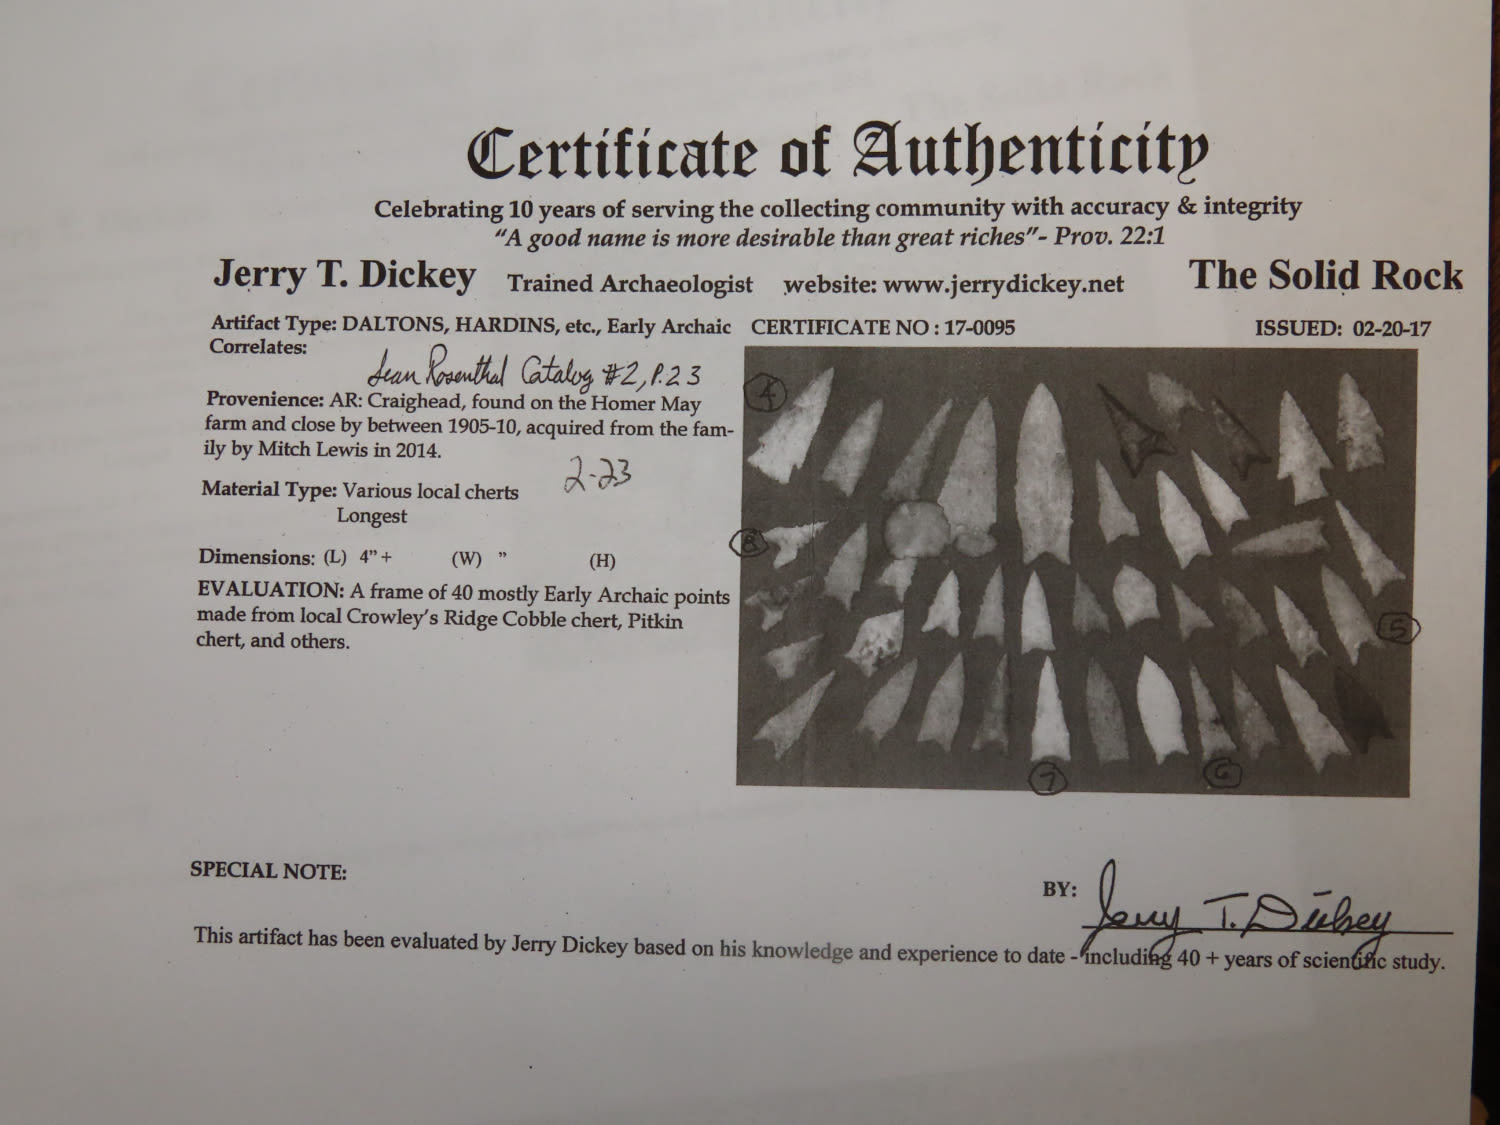 Certificate of Authenticity
Celebrating 10 years of serving the collecting community with accuracy & integrity
"A good name is more desirable than great riches"- Prov. 22:1
Jerry T. Dickey Trained Archaeologist website: www.jerrydickey.net The Solid Rock
Artifact Type: DALTONS, HARDINS, etc., Early Archaic CERTIFICATE NO : 17-0095 ISSUED: 02-20-17
Correlates:
Sean Rosenthal Catalog #2, P.23
Provenience: AR: Craighead, found on the Homer May
farm and close by between 1905-10, acquired from the fam-
ily by Mitch Lewis in 2014.
2-23
Material Type: Various local cherts
Longest
Dimensions: (L) 4" + (W) " (H)
EVALUATION: A frame of 40 mostly Early Archaic points
made from local Crowley's Ridge Cobble chert, Pitkin
chert, and others.
4
8
5
7
6
SPECIAL NOTE:
BY: Jerry T. Dickey
This artifact has been evaluated by Jerry Dickey based on his knowledge and experience to date - including 40 + years of scientific study.